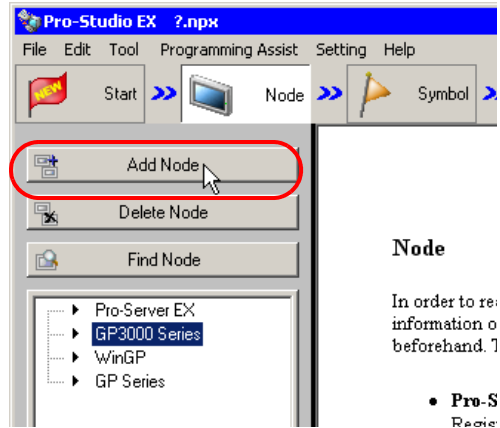 Pro-Studio EX ?.npx
File Edit Tool Programming Assist Setting Help
NEW Start Node Symbol
Add Node
Delete Node
Find Node
Pro-Server EX
GP3000 Series
WinGP
GP Series
Node
In order to re
information o
beforehand. T
• Pro-S
Regis